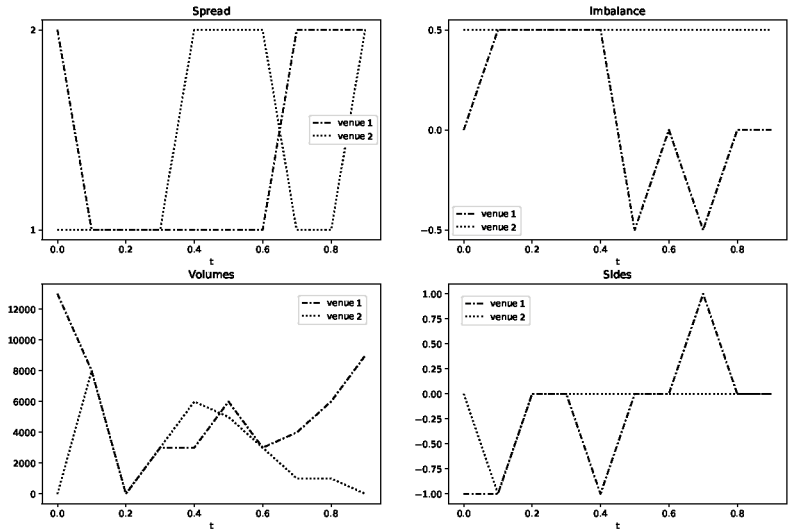 Spread
2
1
venue 1
venue 2
0.0 0.2 0.4 0.6 0.8
t
Imbalance
0.5
0.0
−0.5
venue 1
venue 2
0.0 0.2 0.4 0.6 0.8
t
Volumes
12000
10000
8000
6000
4000
2000
0
venue 1
venue 2
0.0 0.2 0.4 0.6 0.8
t
Sides
1.00
0.75
0.50
0.25
0.00
−0.25
−0.50
−0.75
−1.00
venue 1
venue 2
0.0 0.2 0.4 0.6 0.8
t